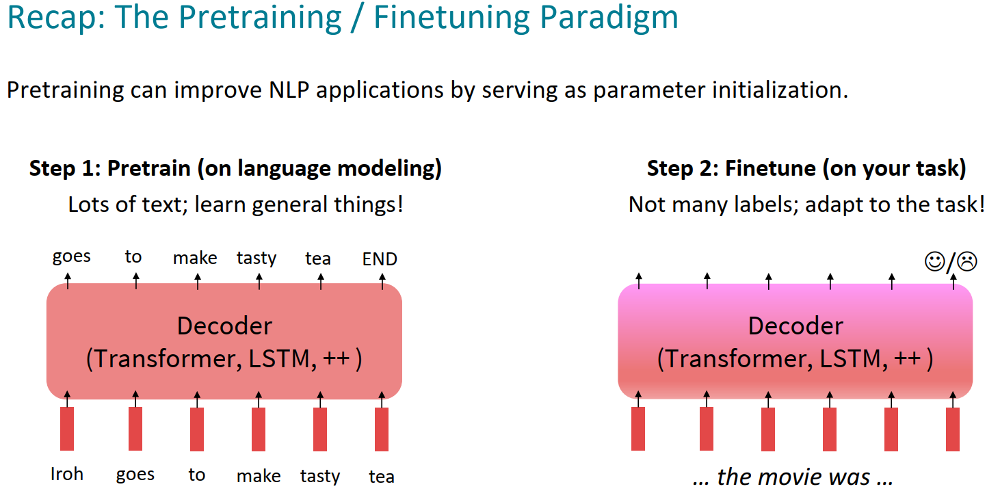 Recap: The Pretraining / Finetuning Paradigm
Pretraining can improve NLP applications by serving as parameter initialization.
Step 1: Pretrain (on language modeling)
Lots of text; learn general things!
goes to make tasty tea END
Decoder
(Transformer, LSTM, ++ )
Iroh goes to make tasty tea
Step 2: Finetune (on your task)
Not many labels; adapt to the task!
☺/☹
Decoder
(Transformer, LSTM, ++ )
... the movie was ...